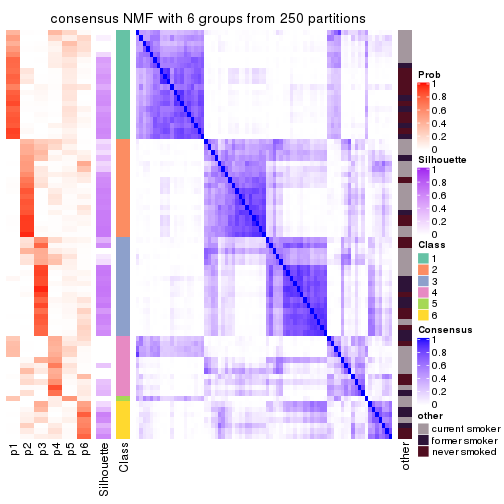 consensus NMF with 6 groups from 250 partitions
Prob
1
0.8
0.6
0.4
0.2
0
Silhouette
1
0.8
0.6
0.4
0.2
0
Class
1
2
3
4
5
6
Consensus
1
0.8
0.6
0.4
0.2
0
other
current smoker
former smoker
never smoked
p1
p2
p3
p4
p5
p6
Silhouette
Class
other